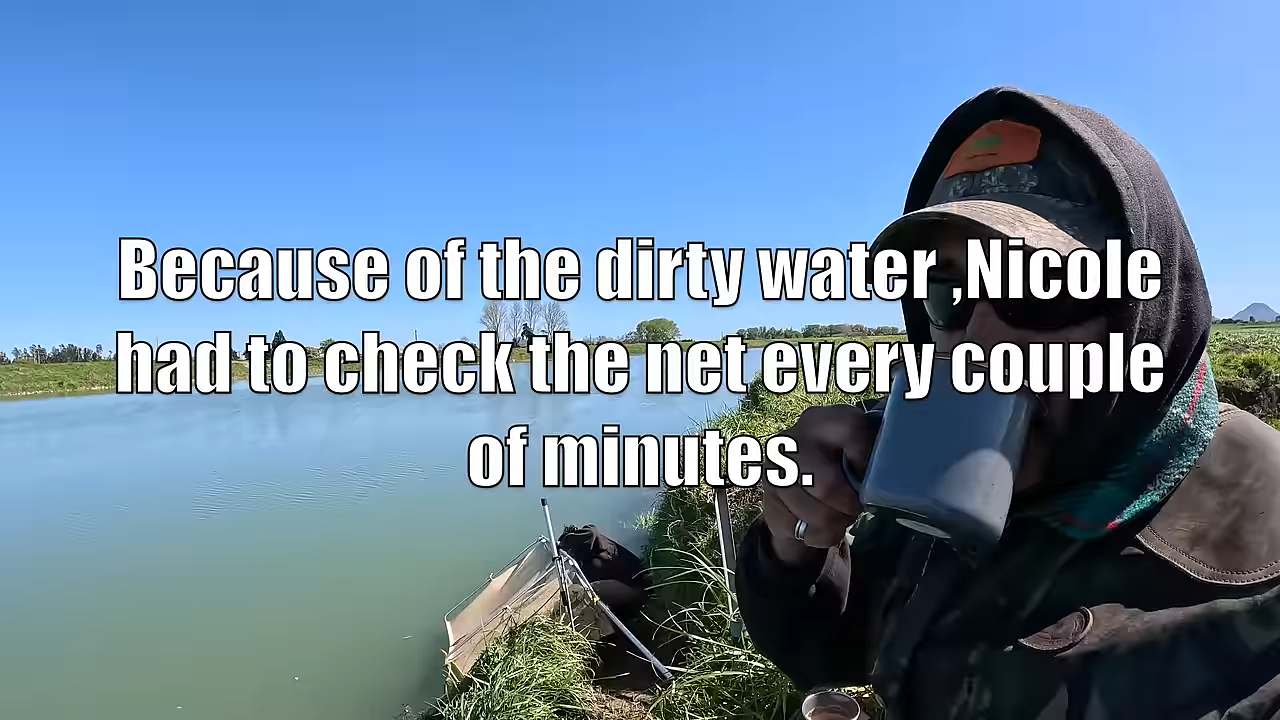 Because of the dirty water ,Nicole
had to check the net every couple
of minutes.